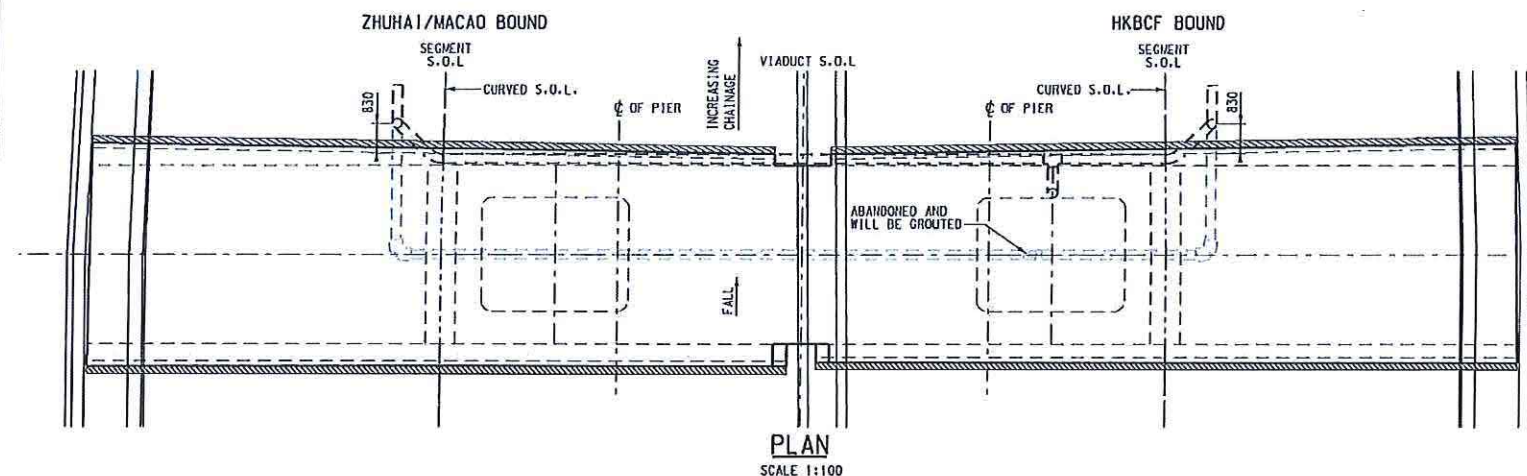 ZHUHAI/MACAO BOUND
HKBCF BOUND
SEGMENT
S.O.L
VIADUCT S.O.L
SEGMENT
S.O.L
830
CURVED S.O.L.
℄ OF PIER
INCREASING
CHAINAGE
℄ OF PIER
CURVED S.O.L.
830
ABANDONED AND
WILL BE GROUTED
FALL
PLAN
SCALE 1:100